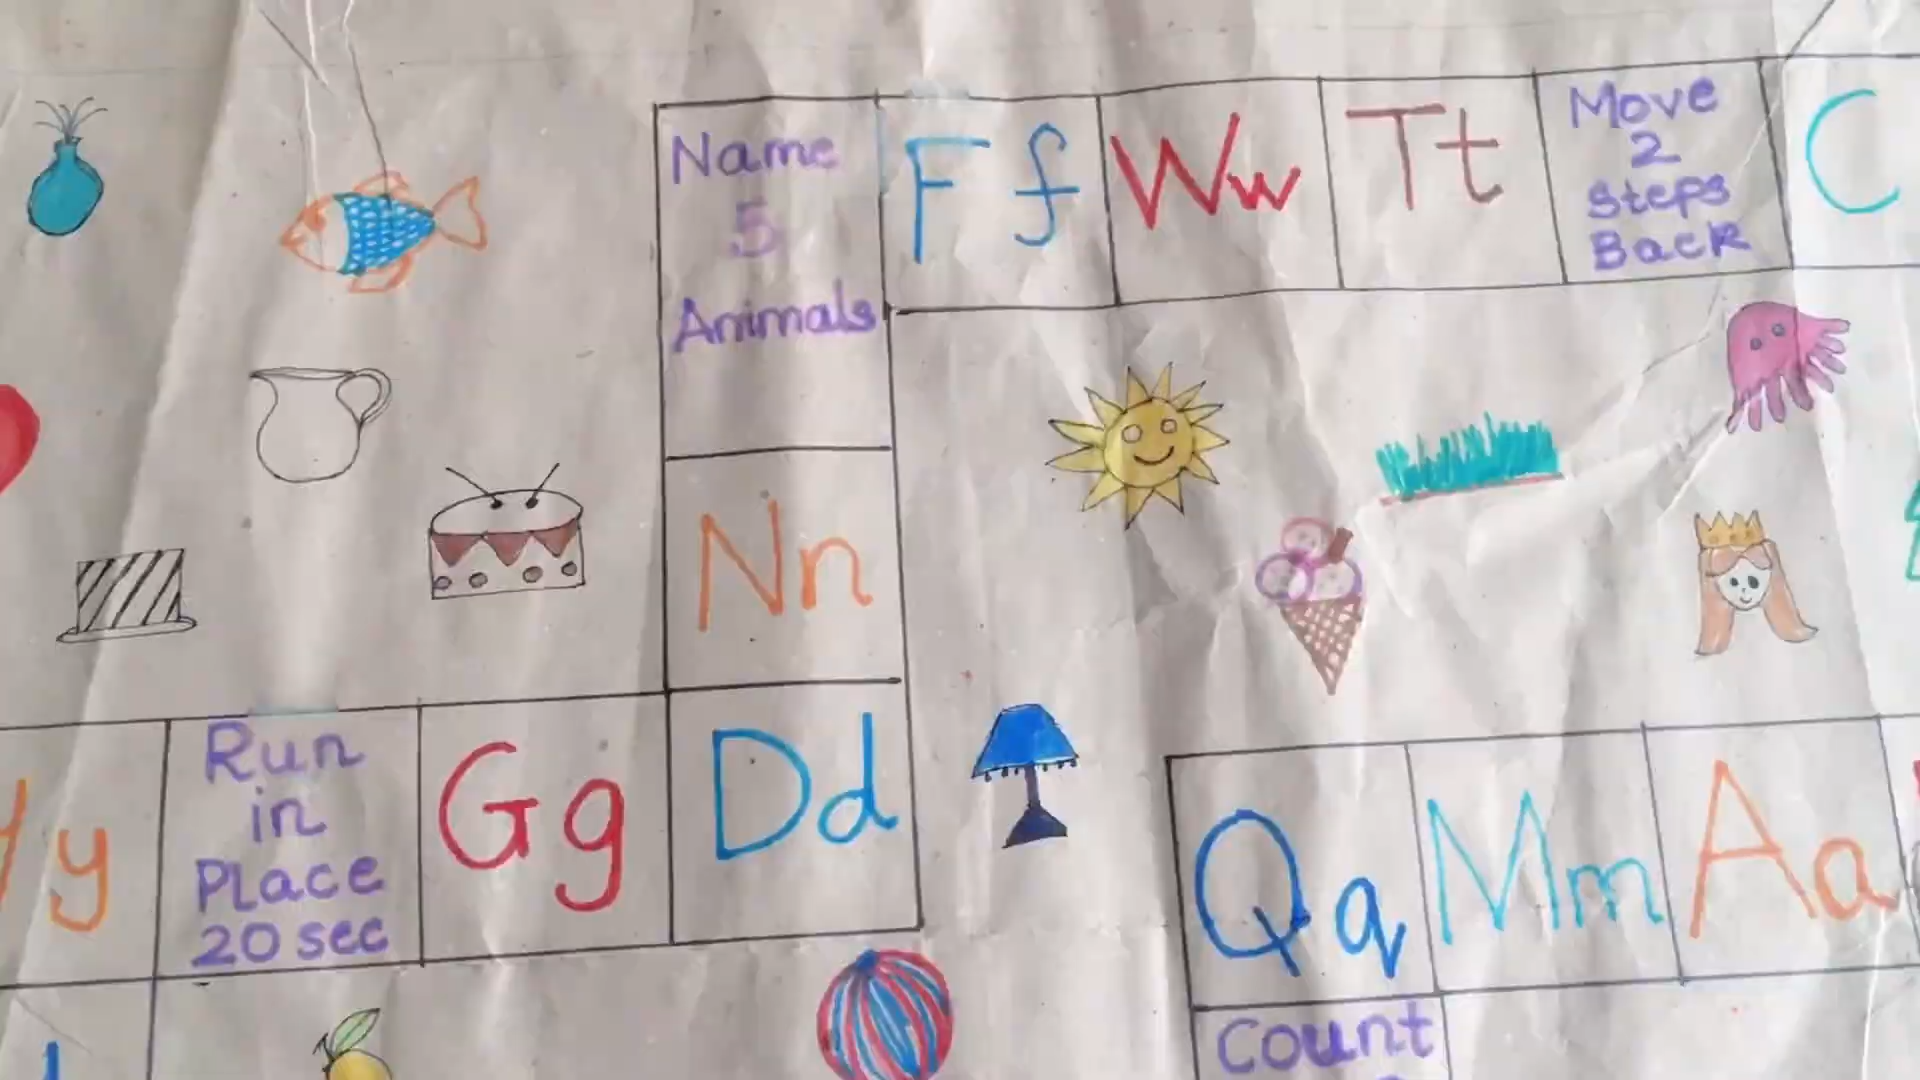 Name
5
Animals
F f
Ww
Tt
Move
2
Steps
Back
C
Nn
Dd
Gg
Run
in
Place
20 sec
y
Qq
Mm
Aa
Count